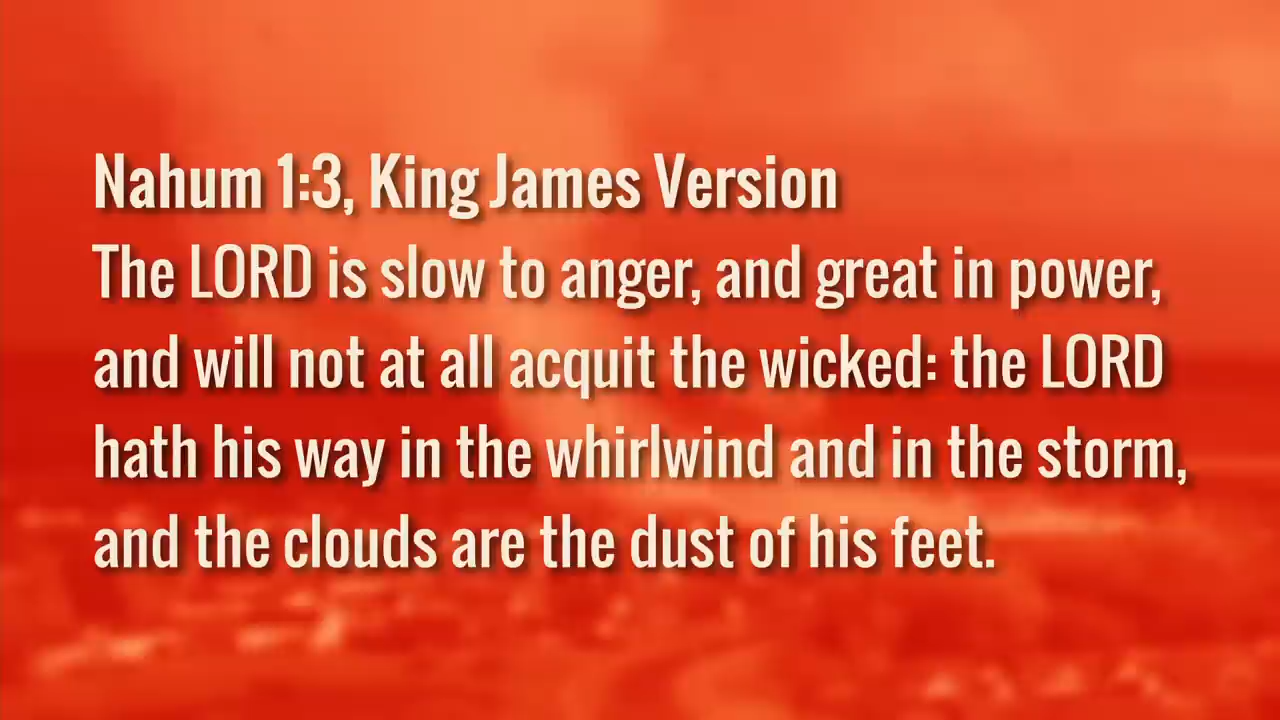 Nahum 1:3, King James Version
The LORD is slow to anger, and great in power,
and will not at all acquit the wicked: the LORD
hath his way in the whirlwind and in the storm,
and the clouds are the dust of his feet.